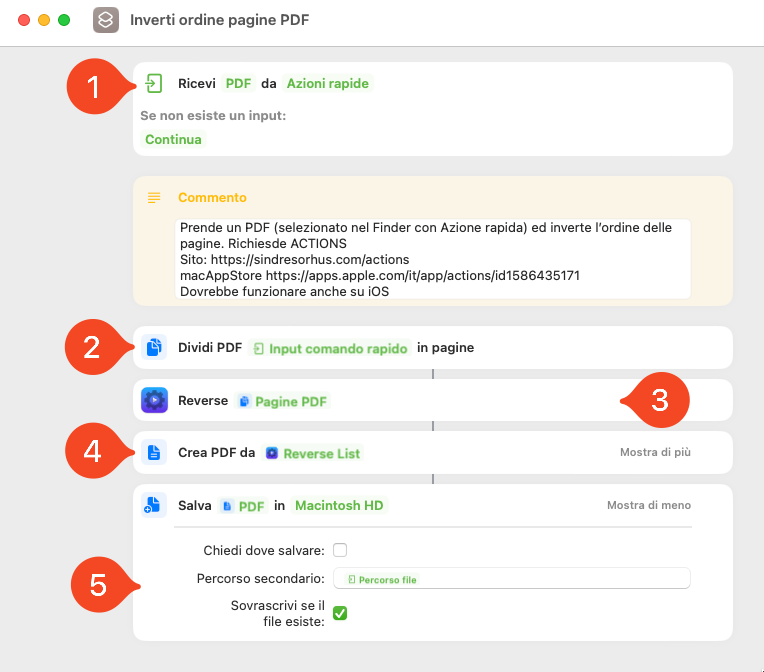 Inverti ordine pagine PDF
1
Ricevi PDF da Azioni rapide
Se non esiste un input:
Continua
Commento
Prende un PDF (selezionato nel Finder con Azione rapida) ed inverte l'ordine delle
pagine. Richiesde ACTIONS
Sito: https://sindresorhus.com/actions
macAppStore https://apps.apple.com/it/app/actions/id1586435171
Dovrebbe funzionare anche su iOS
2
Dividi PDF Input comando rapido in pagine
Reverse Pagine PDF
3
4
Crea PDF da Reverse List Mostra di più
Salva PDF in Macintosh HD Mostra di meno
Chiedi dove salvare:
5
Percorso secondario: Percorso file
Sovrascrivi se il
file esiste: